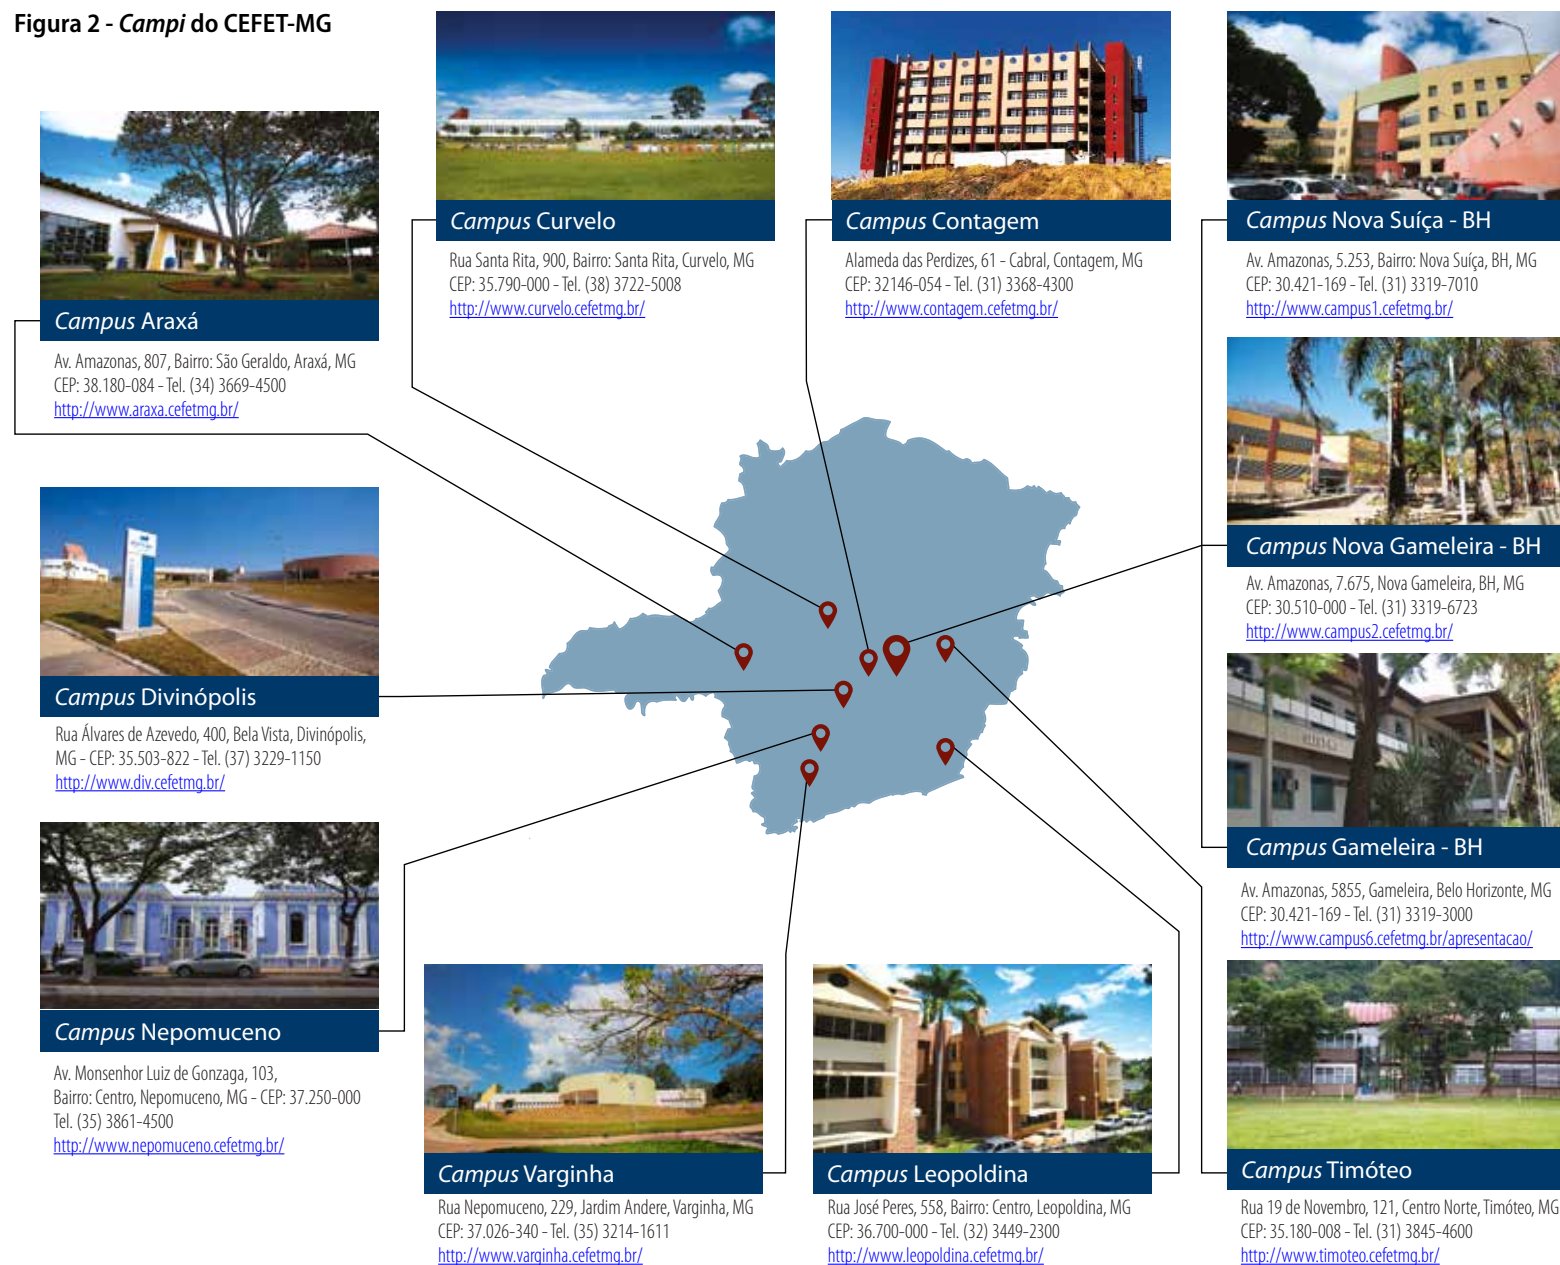 Figura 2 - Campi do CEFET-MG
Campus Curvelo
Rua Santa Rita, 900, Bairro: Santa Rita, Curvelo, MG
CEP: 35.790-000 - Tel. (38) 3722-5008
http://www.curvelo.cefetmg.br/
Campus Contagem
Alameda das Perdizes, 61 - Cabral, Contagem, MG
CEP: 32146-054 - Tel. (31) 3368-4300
http://www.contagem.cefetmg.br/
Campus Nova Suíça - BH
Av. Amazonas, 5.253, Bairro: Nova Suíça, BH, MG
CEP: 30.421-169 - Tel. (31) 3319-7010
http://www.campus1.cefetmg.br/
Campus Araxá
Av. Amazonas, 807, Bairro: São Geraldo, Araxá, MG
CEP: 38.180-084 - Tel. (34) 3669-4500
http://www.araxa.cefetmg.br/
Campus Nova Gameleira - BH
Av. Amazonas, 7.675, Nova Gameleira, BH, MG
CEP: 30.510-000 - Tel. (31) 3319-6723
http://www.campus2.cefetmg.br/
Campus Divinópolis
Rua Álvares de Azevedo, 400, Bela Vista, Divinópolis,
MG - CEP: 35.503-822 - Tel. (37) 3229-1150
http://www.div.cefetmg.br/
Campus Gameleira - BH
Av. Amazonas, 5855, Gameleira, Belo Horizonte, MG
CEP: 30.421-169 - Tel. (31) 3319-3000
http://www.campus6.cefetmg.br/apresentacao/
Campus Nepomuceno
Av. Monsenhor Luiz de Gonzaga, 103,
Bairro: Centro, Nepomuceno, MG - CEP: 37.250-000
Tel. (35) 3861-4500
http://www.nepomuceno.cefetmg.br/
Campus Varginha
Rua Nepomuceno, 229, Jardim Andere, Varginha, MG
CEP: 37.026-340 - Tel. (35) 3214-1611
http://www.varginha.cefetmg.br/
Campus Leopoldina
Rua José Peres, 558, Bairro: Centro, Leopoldina, MG
CEP: 36.700-000 - Tel. (32) 3449-2300
http://www.leopoldina.cefetmg.br/
Campus Timóteo
Rua 19 de Novembro, 121, Centro Norte, Timóteo, MG
CEP: 35.180-008 - Tel. (31) 3845-4600
http://www.timoteo.cefetmg.br/